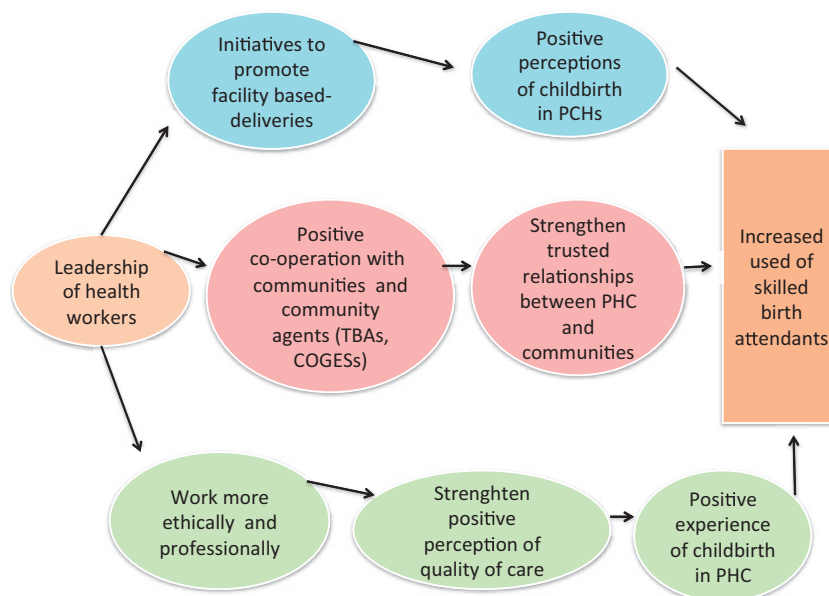 Initiatives to
promote
facility based-
deliveries
Positive
perceptions
of childbirth
in PCHs
Leadership
of health
workers
Positive
co-operation with
communities and
community
agents (TBAs,
COGESs)
Strengthen
trusted
relationships
between PHC
and
communities
Increased
used of
skilled
birth
attendants
Work more
ethically and
professionally
Strenghten
positive
perception of
quality of care
Positive
experience
of childbirth
in PHC